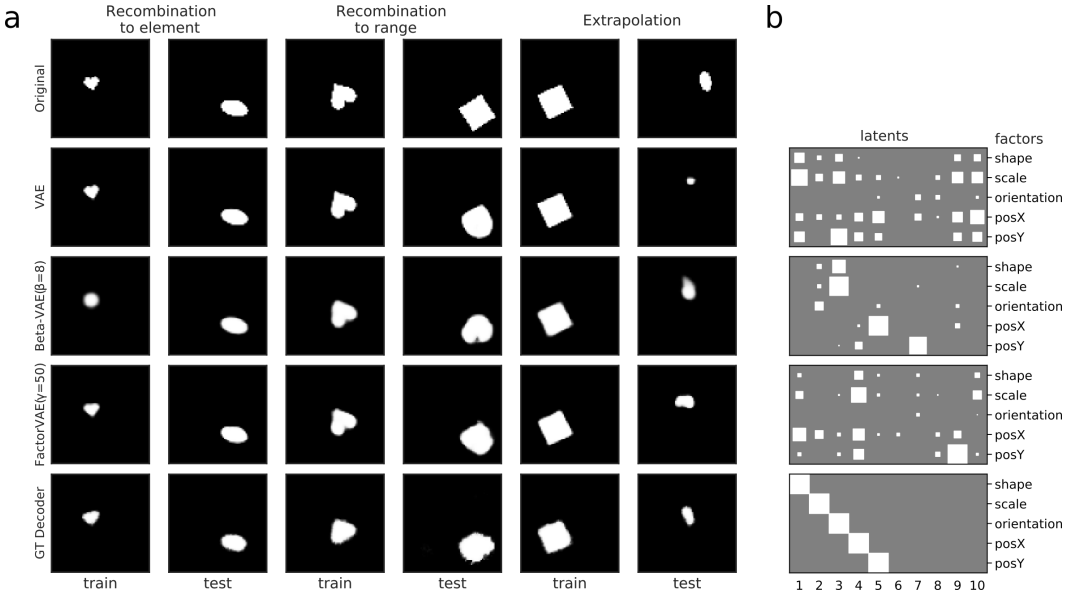 a
Recombination
to element
Recombination
to range
Extrapolation
Original
VAE
Beta-VAE(β=8)
FactorVAE(γ=50)
GT Decoder
train
test
train
test
train
test
b
latents
factors
shape
scale
orientation
posX
posY
shape
scale
orientation
posX
posY
shape
scale
orientation
posX
posY
shape
scale
orientation
posX
posY
1 2 3 4 5 6 7 8 9 10